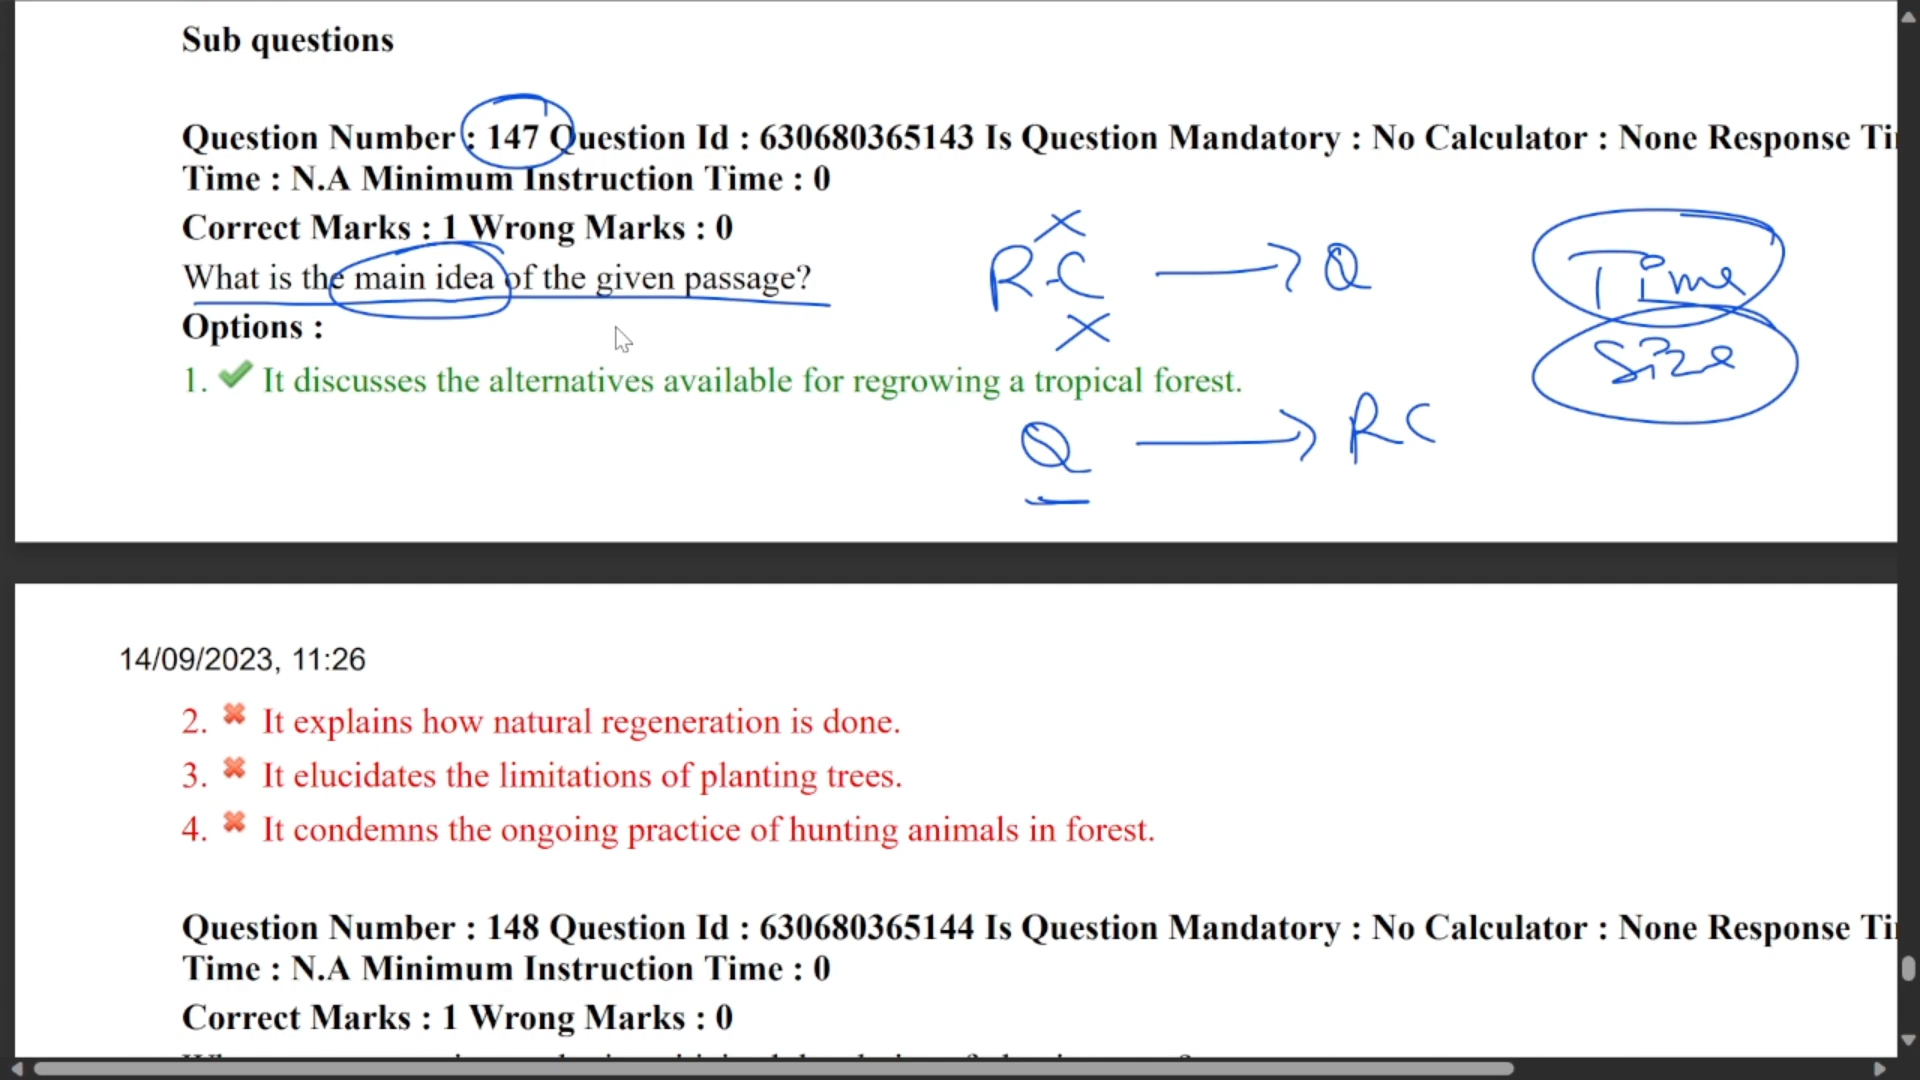 Sub questions
Question Number : 147 Question Id : 630680365143 Is Question Mandatory : No Calculator : None Response Ti
Time : N.A Minimum Instruction Time : 0
Correct Marks : 1 Wrong Marks : 0
What is the main idea of the given passage?
RC → Q
Time
Options :
Size
1. It discusses the alternatives available for regrowing a tropical forest.
Q → RC
14/09/2023, 11:26
2. It explains how natural regeneration is done.
3. It elucidates the limitations of planting trees.
4. It condemns the ongoing practice of hunting animals in forest.
Question Number : 148 Question Id : 630680365144 Is Question Mandatory : No Calculator : None Response Ti
Time : N.A Minimum Instruction Time : 0
Correct Marks : 1 Wrong Marks : 0